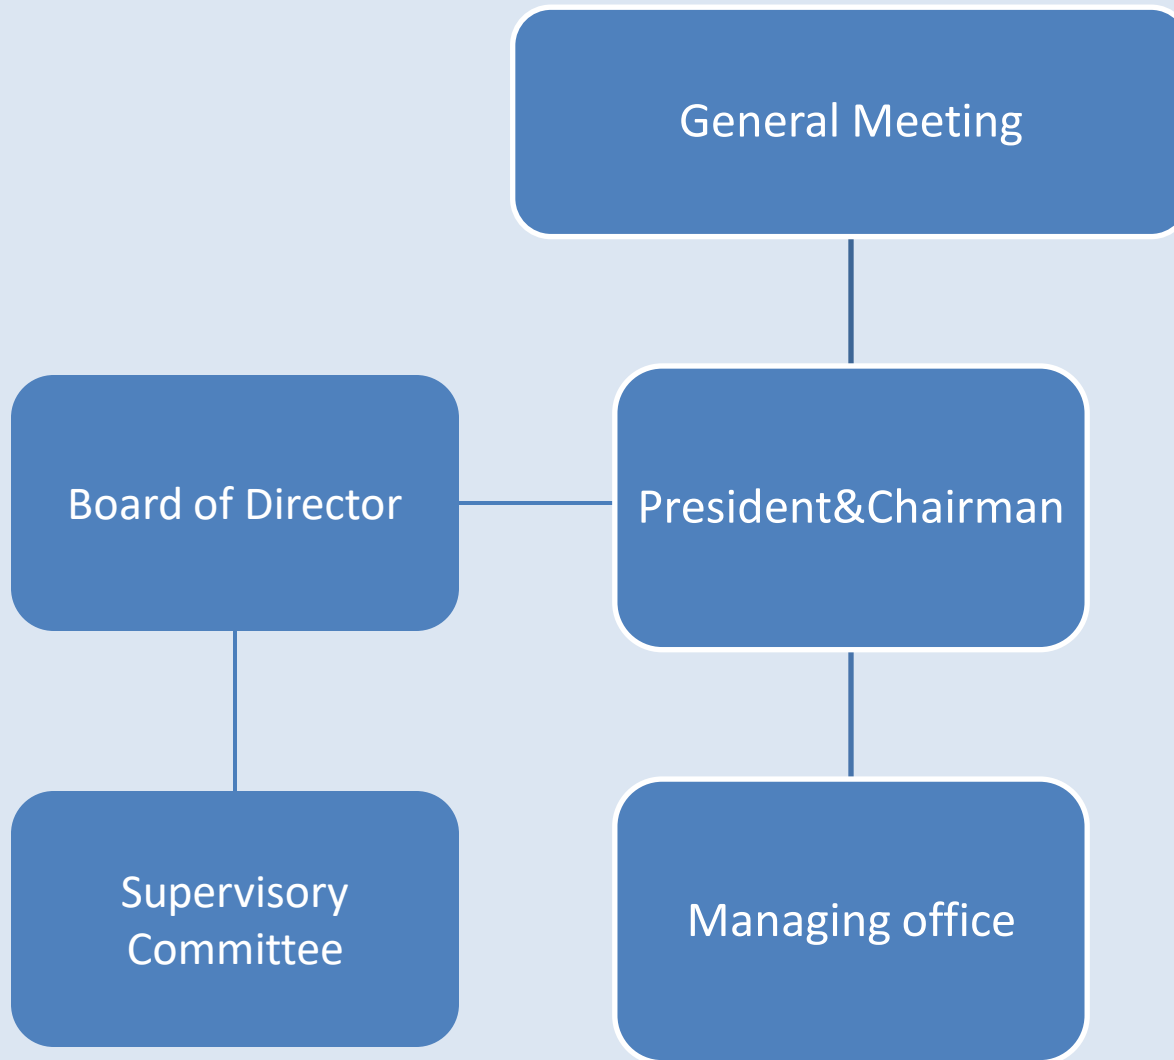 General Meeting
Board of Director
President&Chairman
Supervisory
Committee
Managing office